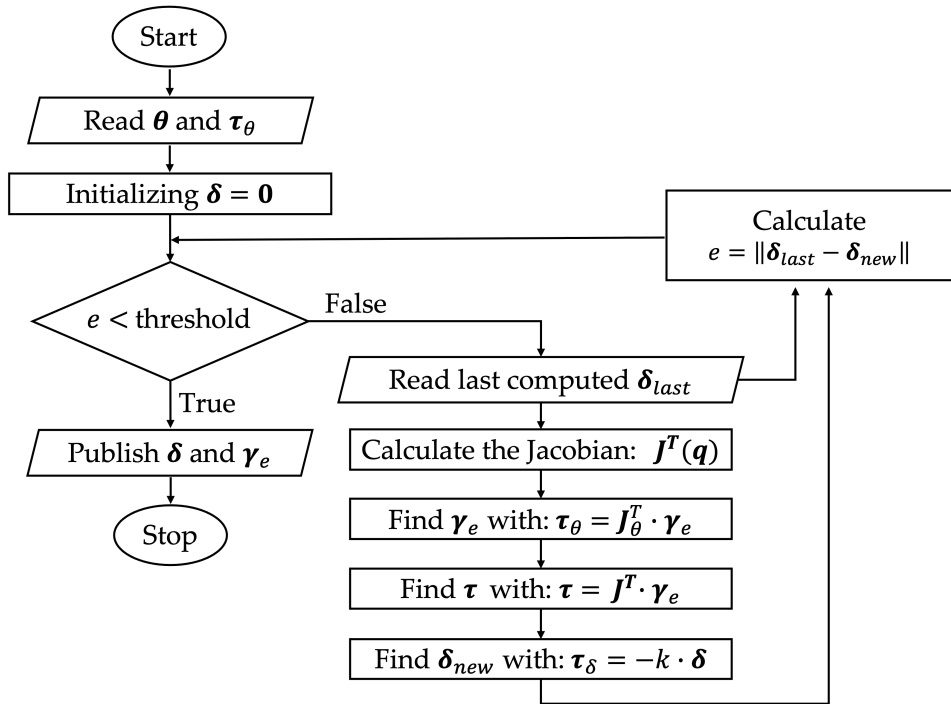 Start
Read θ and τ_θ
Initializing δ = 0
Calculate
e = ‖δ_last − δ_new‖
e < threshold
False
Read last computed δ_last
True
Calculate the Jacobian: J^T(q)
Publish δ and γ_e
Find γ_e with: τ_θ = J_θ^T · γ_e
Stop
Find τ with: τ = J^T · γ_e
Find δ_new with: τ_δ = −k · δ